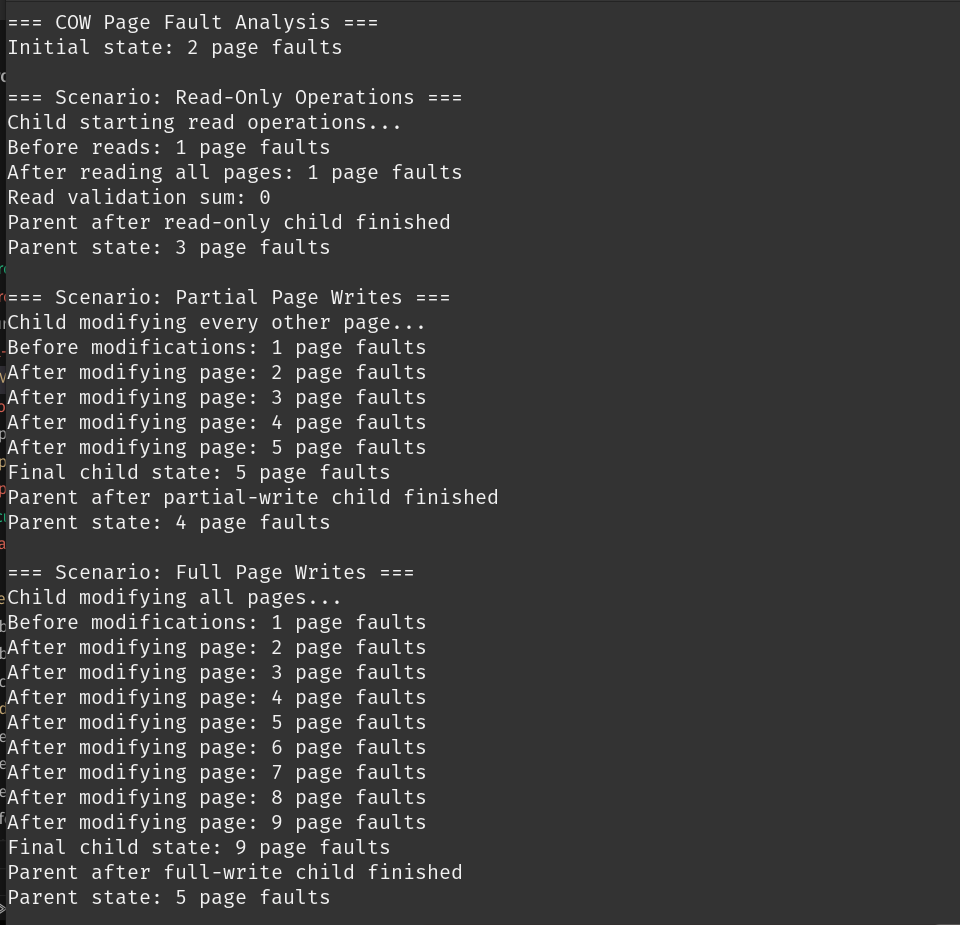 === COW Page Fault Analysis ===
Initial state: 2 page faults
=== Scenario: Read-Only Operations ===
Child starting read operations...
Before reads: 1 page faults
After reading all pages: 1 page faults
Read validation sum: 0
Parent after read-only child finished
Parent state: 3 page faults
=== Scenario: Partial Page Writes ===
Child modifying every other page...
Before modifications: 1 page faults
After modifying page: 2 page faults
After modifying page: 3 page faults
After modifying page: 4 page faults
After modifying page: 5 page faults
Final child state: 5 page faults
Parent after partial-write child finished
Parent state: 4 page faults
=== Scenario: Full Page Writes ===
Child modifying all pages...
Before modifications: 1 page faults
After modifying page: 2 page faults
After modifying page: 3 page faults
After modifying page: 4 page faults
After modifying page: 5 page faults
After modifying page: 6 page faults
After modifying page: 7 page faults
After modifying page: 8 page faults
After modifying page: 9 page faults
Final child state: 9 page faults
Parent after full-write child finished
Parent state: 5 page faults